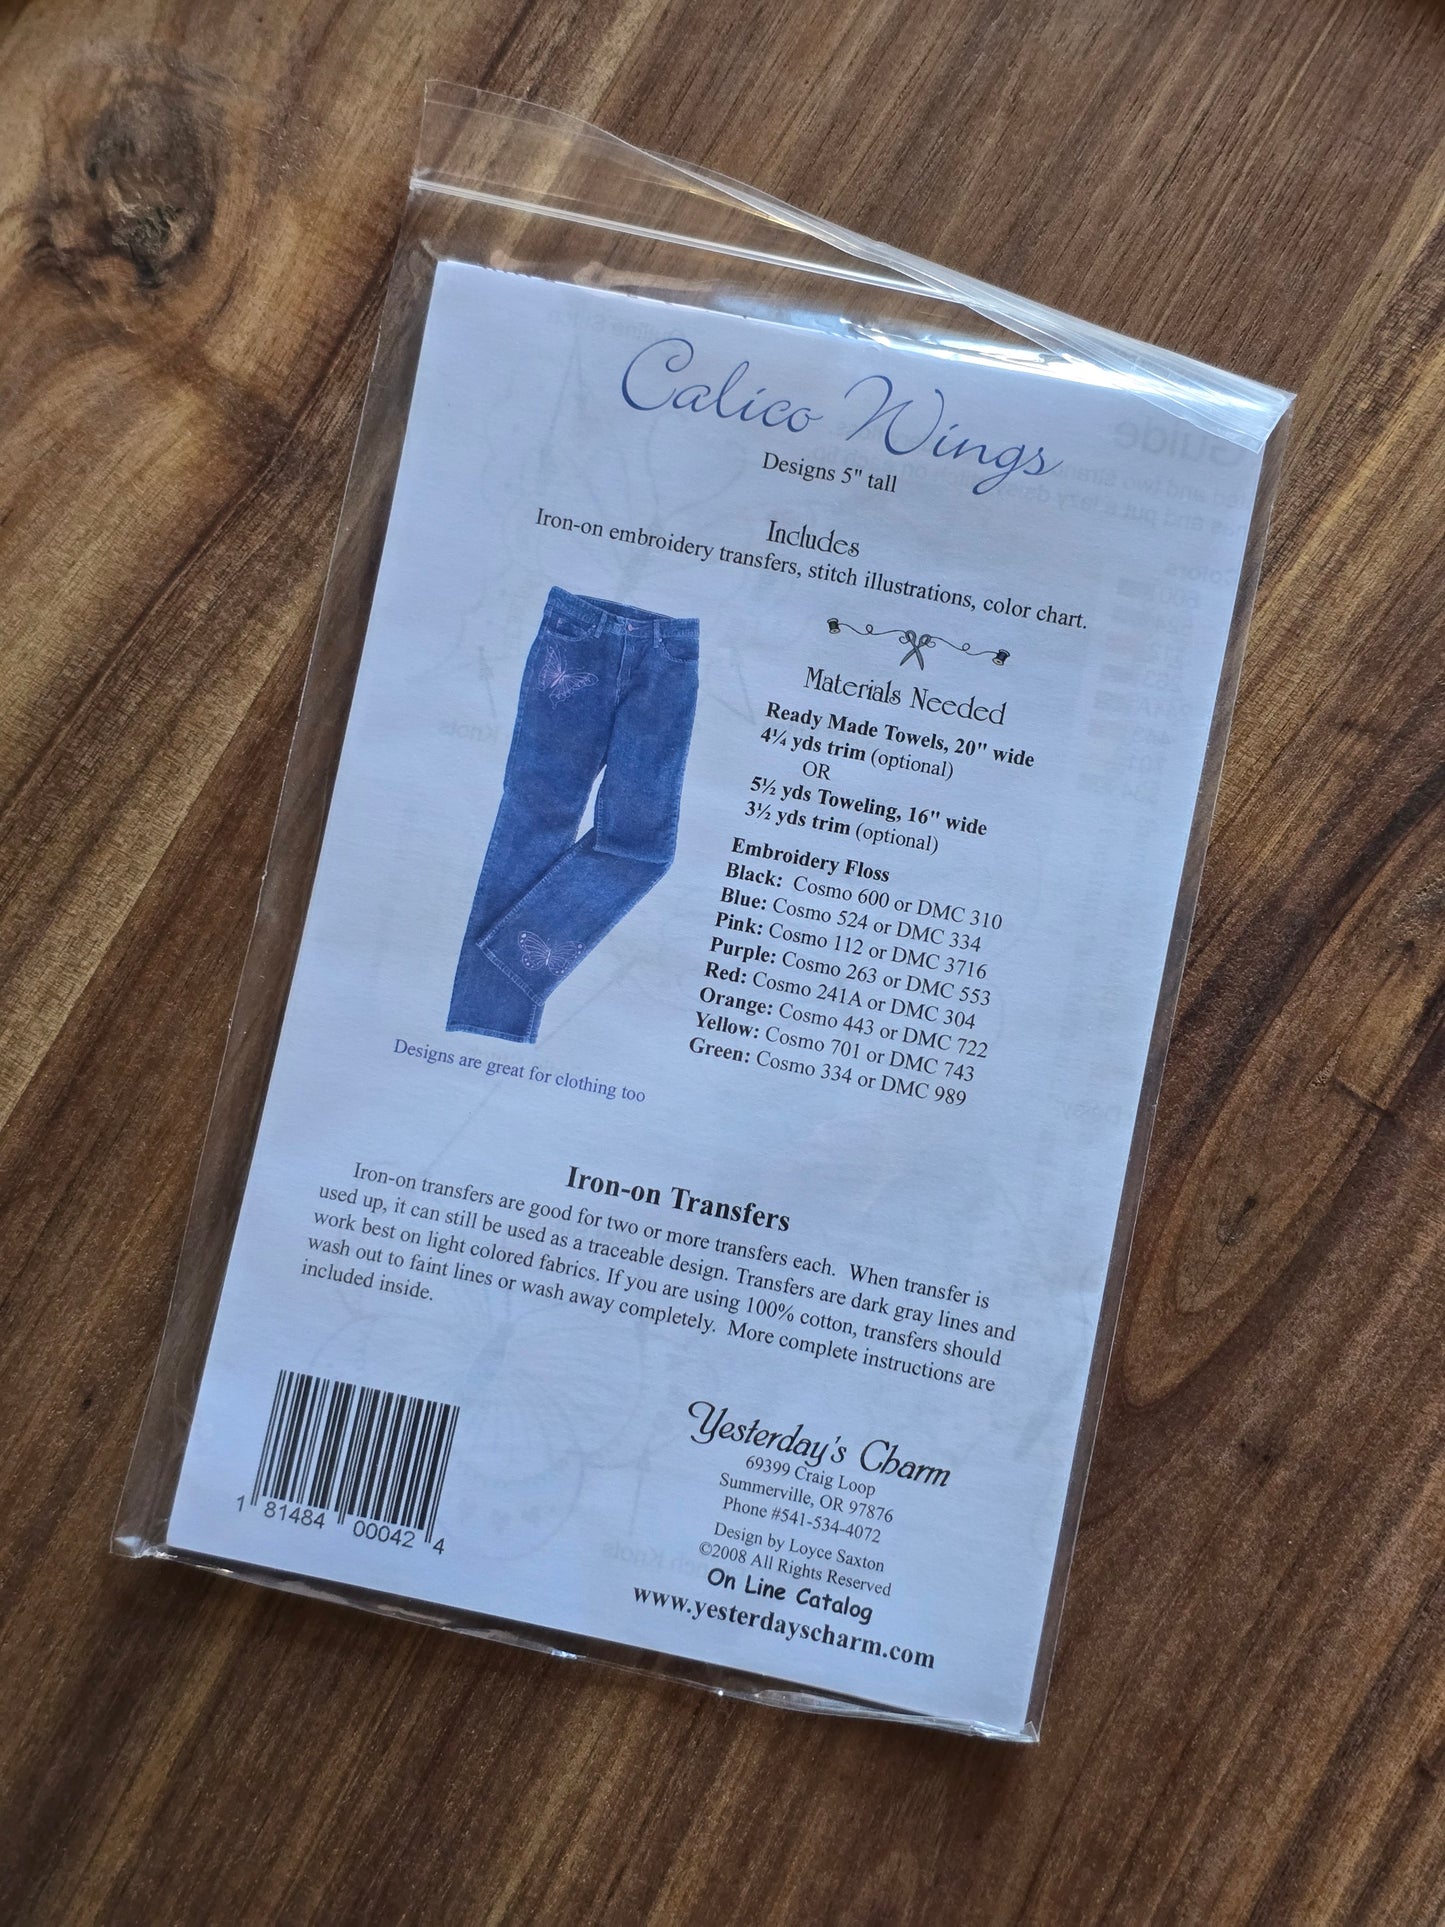 Calico Wings
Designs 5" tall
Includes
Iron-on embroidery transfers, stitch illustrations, color chart.
Materials Needed
Ready Made Towels, 20" wide
4¼ yds trim (optional)
OR
5½ yds Toweling, 16" wide
3½ yds trim (optional)
Embroidery Floss
Black: Cosmo 600 or DMC 310
Blue: Cosmo 524 or DMC 334
Pink: Cosmo 112 or DMC 3716
Purple: Cosmo 263 or DMC 553
Red: Cosmo 241A or DMC 304
Orange: Cosmo 443 or DMC 722
Yellow: Cosmo 701 or DMC 743
Green: Cosmo 334 or DMC 989
Designs are great for clothing too
Iron-on Transfers
Iron-on transfers are good for two or more transfers each. When transfer is
used up, it can still be used as a traceable design. Transfers are dark gray lines and
work best on light colored fabrics. If you are using 100% cotton, transfers should
wash out to faint lines or wash away completely. More complete instructions are
included inside.
1 81484 00042 4
Yesterday's Charm
69399 Craig Loop
Summerville, OR 97876
Phone #541-534-4072
Design by Loyce Saxton
©2008 All Rights Reserved
On Line Catalog
www.yesterdayscharm.com